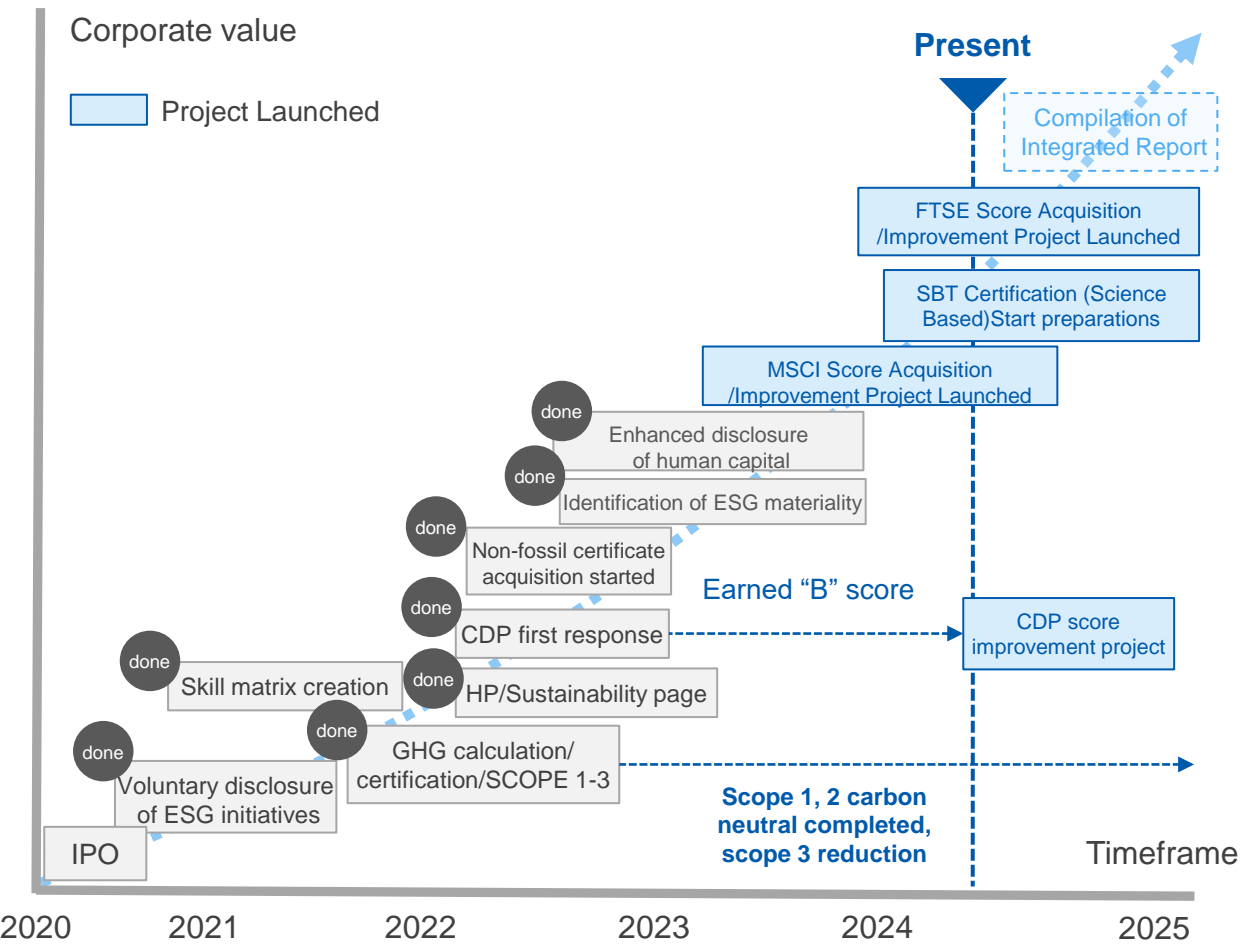 Corporate value
Project Launched
Present
Compilation of
Integrated Report
FTSE Score Acquisition
/Improvement Project Launched
SBT Certification (Science
Based)Start preparations
MSCI Score Acquisition
/Improvement Project Launched
done
Enhanced disclosure
of human capital
done
Identification of ESG materiality
done
Non-fossil certificate
acquisition started
Earned “B” score
done
CDP first response
CDP score
improvement project
done
Skill matrix creation
done
HP/Sustainability page
done
GHG calculation/
certification/SCOPE 1-3
done
Voluntary disclosure
of ESG initiatives
Scope 1, 2 carbon
neutral completed,
scope 3 reduction
IPO
Timeframe
2020
2021
2022
2023
2024
2025